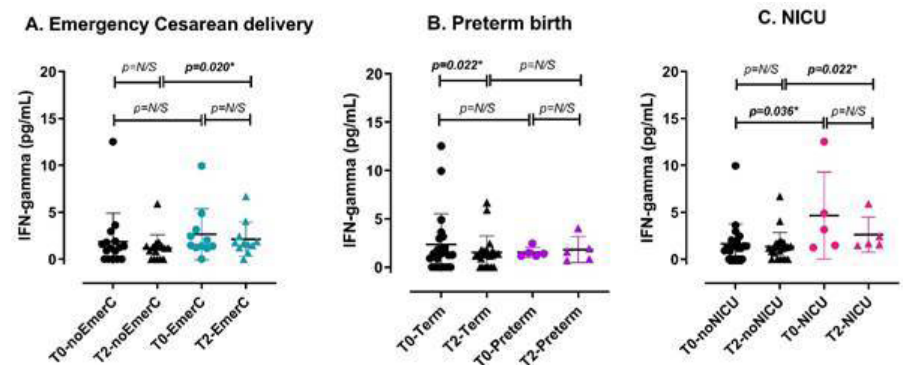 A. Emergency Cesarean delivery
p=N/S
p=0.020*
p=N/S
p=N/S
20
15
10
5
0
IFN-gamma (pg/mL)
T0-noEmerC
T2-noEmerC
T0-EmerC
T2-EmerC
B. Preterm birth
p=0.022*
p=N/S
p=N/S
p=N/S
20
15
10
5
0
IFN-gamma (pg/mL)
T0-Term
T2-Term
T0-Preterm
T2-Preterm
C. NICU
p=N/S
p=0.022*
p=0.036*
p=N/S
20
15
10
5
0
IFN-gamma (pg/mL)
T0-noNICU
T2-noNICU
T0-NICU
T2-NICU